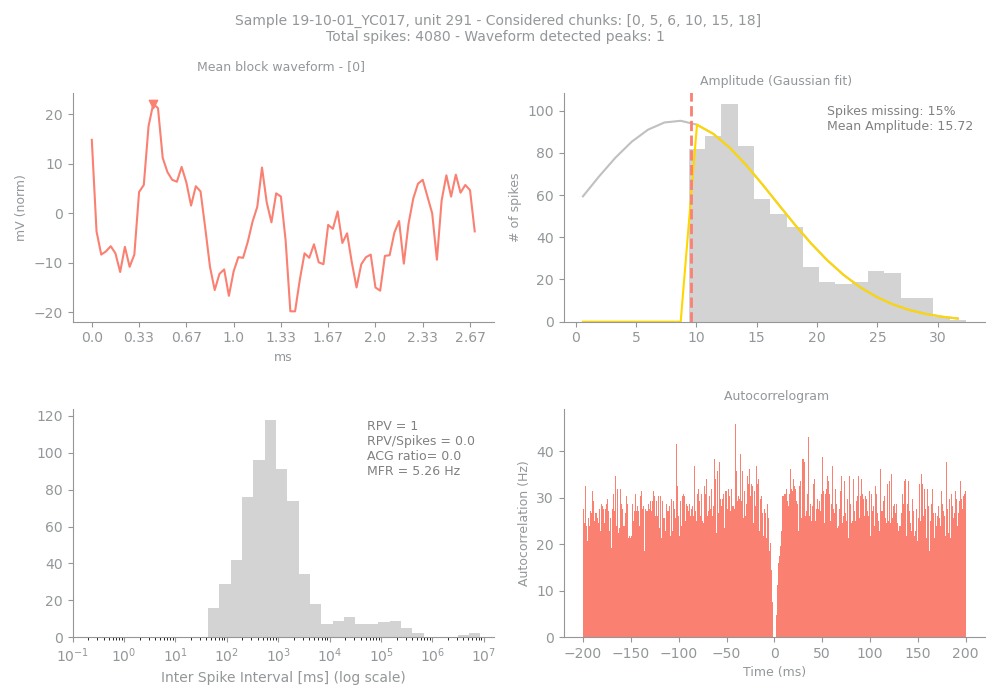 Sample 19-10-01_YC017, unit 291 - Considered chunks: [0, 5, 6, 10, 15, 18]
Total spikes: 4080 - Waveform detected peaks: 1
Mean block waveform - [0]
mV (norm)
20
10
0
−10
−20
0.0 0.33 0.67 1.0 1.33 1.67 2.0 2.33 2.67
ms
Amplitude (Gaussian fit)
Spikes missing: 15%
Mean Amplitude: 15.72
# of spikes
100
80
60
40
20
0
0 5 10 15 20 25 30
120
100
80
60
40
20
0
RPV = 1
RPV/Spikes = 0.0
ACG ratio= 0.0
MFR = 5.26 Hz
10⁻¹ 10⁰ 10¹ 10² 10³ 10⁴ 10⁵ 10⁶ 10⁷
Inter Spike Interval [ms] (log scale)
Autocorrelogram
Autocorrelation (Hz)
40
30
20
10
0
−200 −150 −100 −50 0 50 100 150 200
Time (ms)